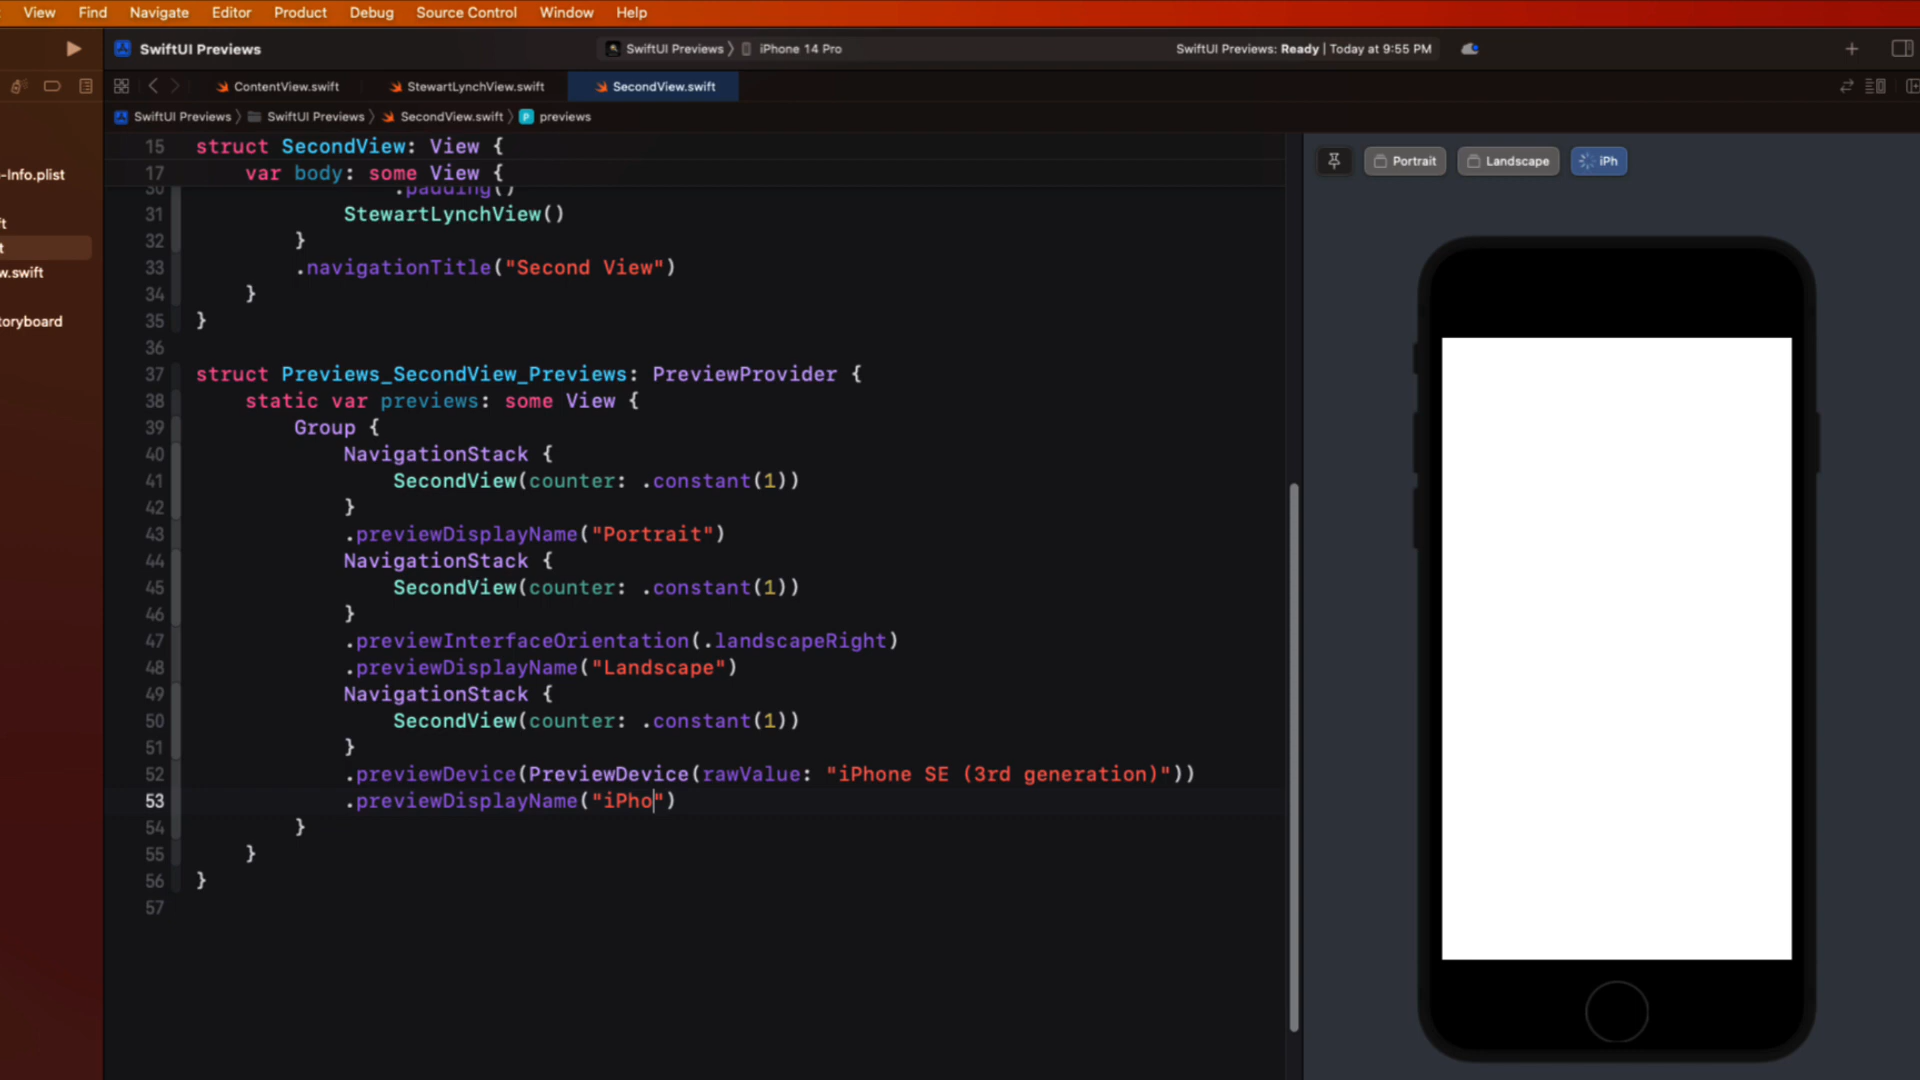 View Find Navigate Editor Product Debug Source Control Window Help
SwiftUI Previews SwiftUI Previews iPhone 14 Pro SwiftUI Previews: Ready | Today at 9:55 PM
ContentView.swift StewartLynchView.swift SecondView.swift
SwiftUI Previews SwiftUI Previews SecondView.swift P previews
-Info.plist
ft
t
w.swift
toryboard
15 struct SecondView: View {
17 var body: some View {
30 .padding()
31 StewartLynchView()
32 }
33 .navigationTitle("Second View")
34 }
35 }
36
37 struct Previews_SecondView_Previews: PreviewProvider {
38 static var previews: some View {
39 Group {
40 NavigationStack {
41 SecondView(counter: .constant(1))
42 }
43 .previewDisplayName("Portrait")
44 NavigationStack {
45 SecondView(counter: .constant(1))
46 }
47 .previewInterfaceOrientation(.landscapeRight)
48 .previewDisplayName("Landscape")
49 NavigationStack {
50 SecondView(counter: .constant(1))
51 }
52 .previewDevice(PreviewDevice(rawValue: "iPhone SE (3rd generation)"))
53 .previewDisplayName("iPho")
54 }
55 }
56 }
57
Portrait Landscape iPh